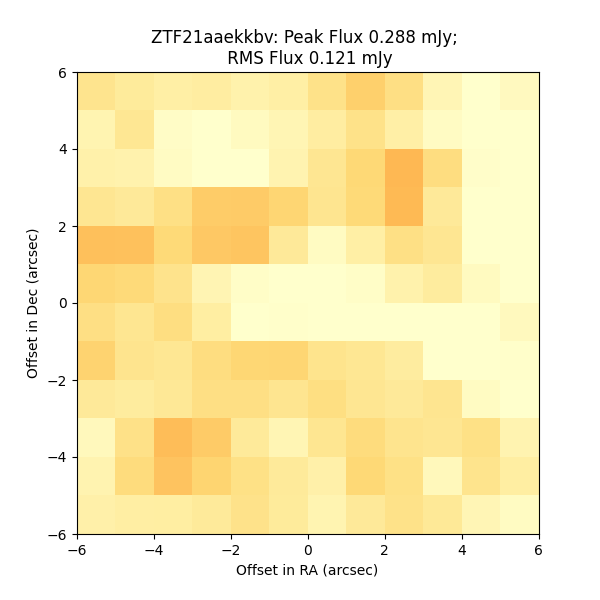 ZTF21aaekkbv: Peak Flux 0.288 mJy;
RMS Flux 0.121 mJy
6
4
2
0
−2
−4
−6
Offset in Dec (arcsec)
−6 −4 −2 0 2 4 6
Offset in RA (arcsec)